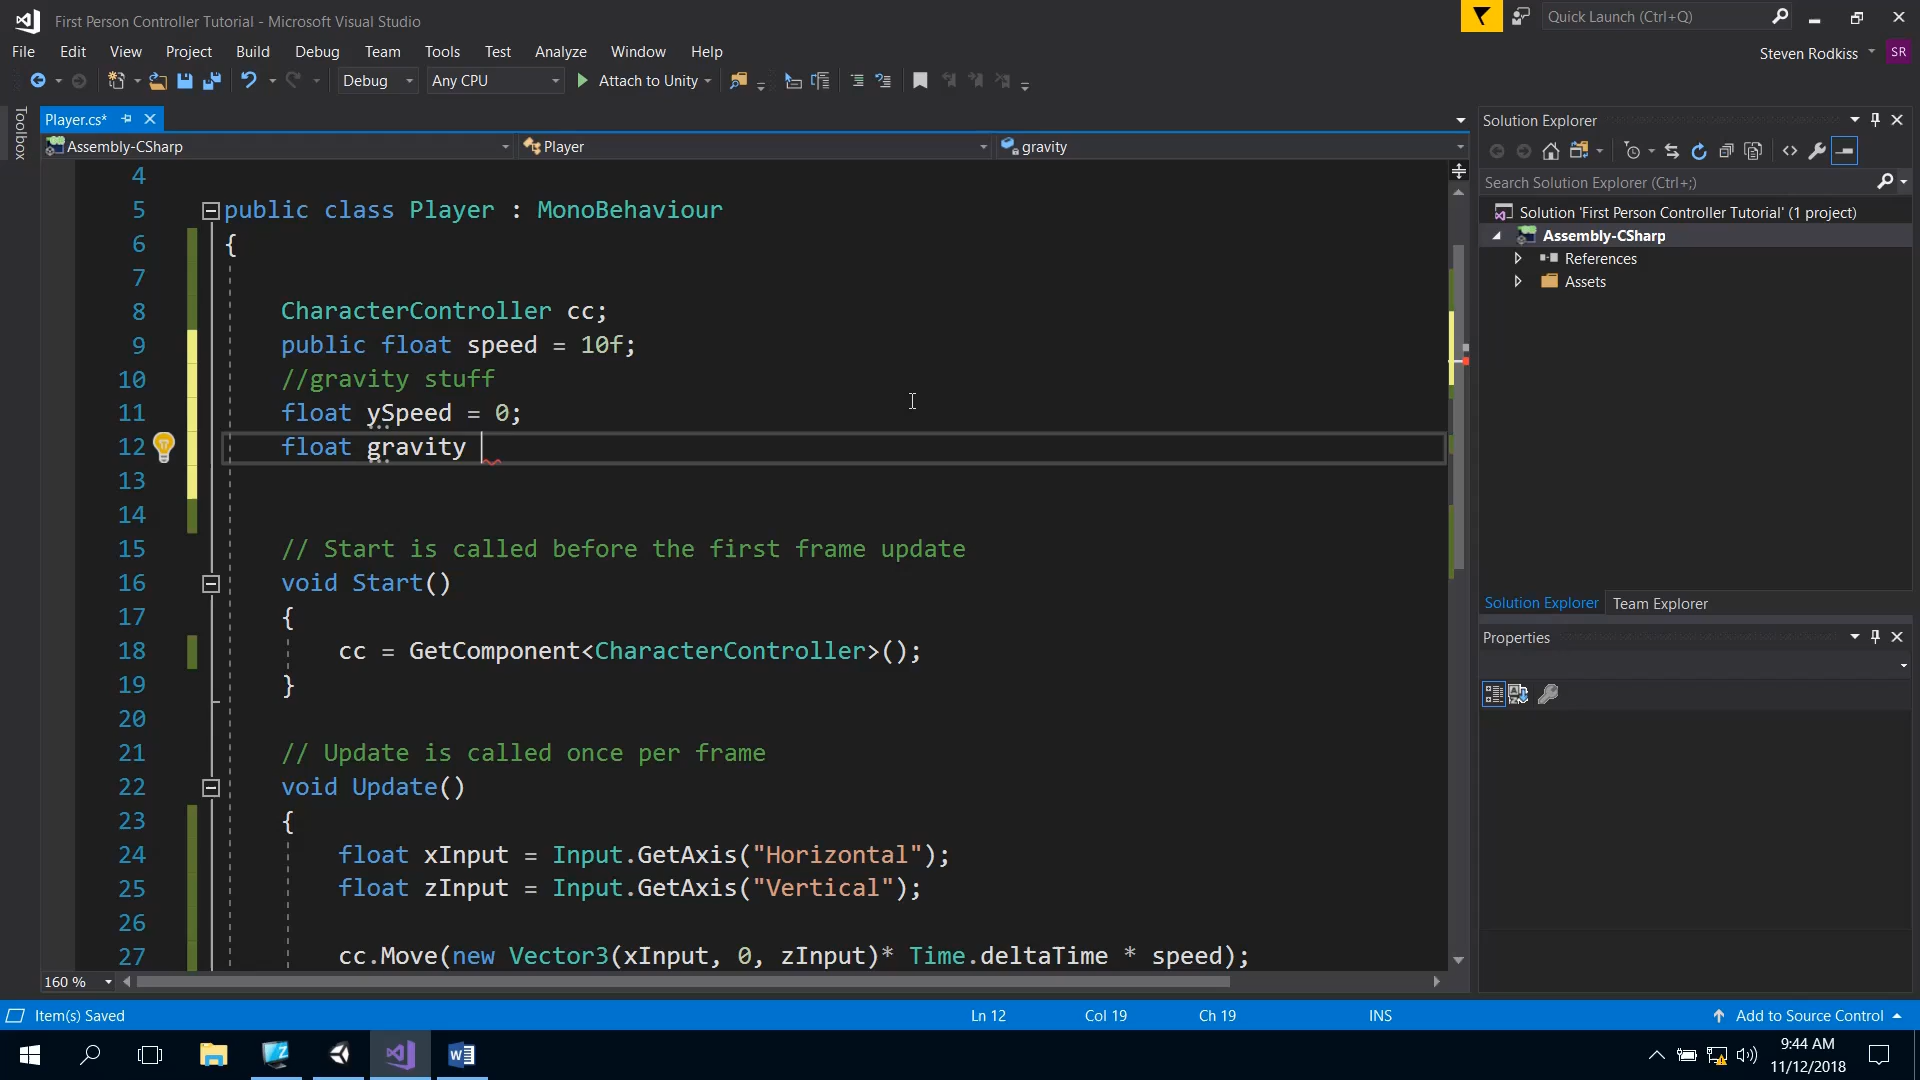 First Person Controller Tutorial - Microsoft Visual Studio
Quick Launch (Ctrl+Q)
File Edit View Project Build Debug Team Tools Test Analyze Window Help
Steven Rodkiss SR
Debug Any CPU Attach to Unity
Toolbox
Player.cs*
Assembly-CSharp Player gravity
4
5 public class Player : MonoBehaviour
6 {
7
8 CharacterController cc;
9 public float speed = 10f;
10 //gravity stuff
11 float ySpeed = 0;
12 float gravity
13
14
15 // Start is called before the first frame update
16 void Start()
17 {
18 cc = GetComponent<CharacterController>();
19 }
20
21 // Update is called once per frame
22 void Update()
23 {
24 float xInput = Input.GetAxis("Horizontal");
25 float zInput = Input.GetAxis("Vertical");
26
27 cc.Move(new Vector3(xInput, 0, zInput)* Time.deltaTime * speed);
160 %
Solution Explorer
Search Solution Explorer (Ctrl+;)
Solution 'First Person Controller Tutorial' (1 project)
Assembly-CSharp
References
Assets
Solution Explorer Team Explorer
Properties
Item(s) Saved Ln 12 Col 19 Ch 19 INS Add to Source Control
9:44 AM
11/12/2018